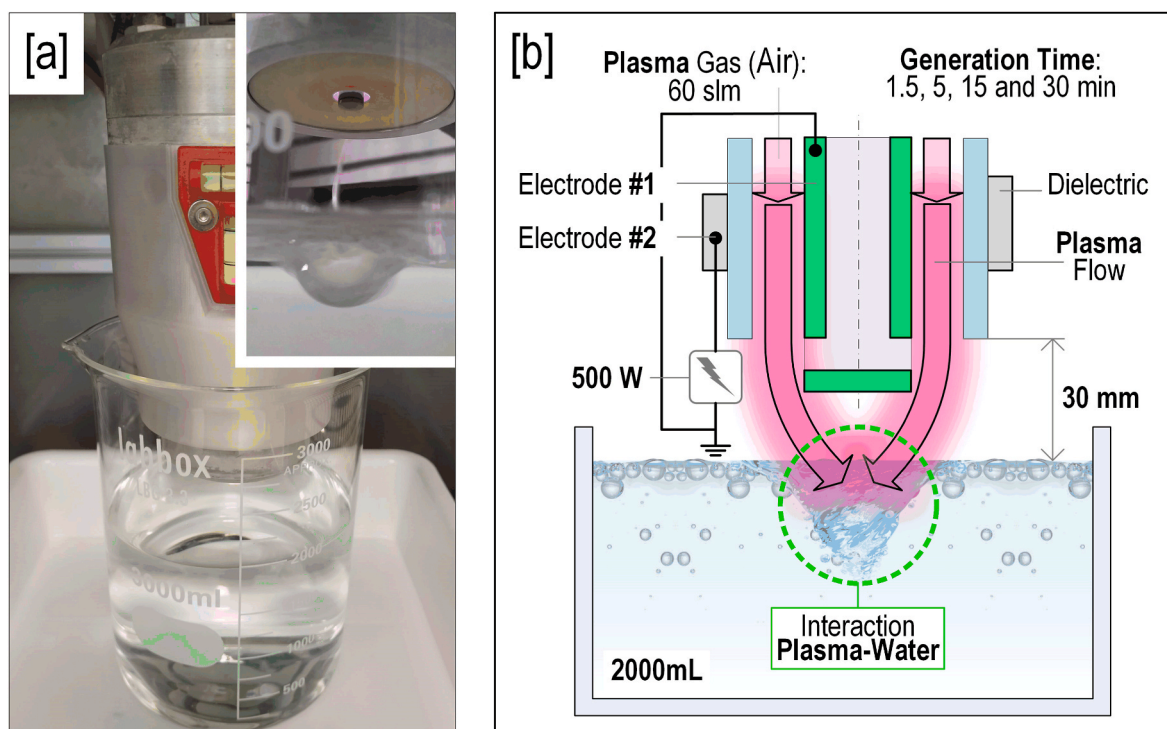 [a]
labbox
3000
2500
2000
3000ml
1000
500
[b]
Plasma Gas (Air):
60 slm
Generation Time:
1.5, 5, 15 and 30 min
Electrode #1
Electrode #2
Dielectric
Plasma
Flow
500 W
30 mm
Interaction
Plasma-Water
2000mL